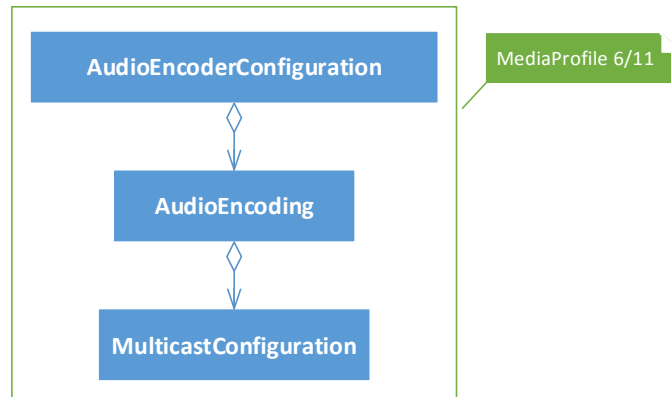 AudioEncoderConfiguration
MediaProfile 6/11
AudioEncoding
MulticastConfiguration